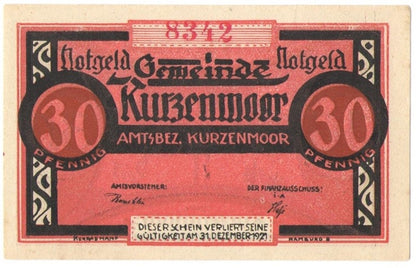 8342
Notgeld Gemeinde Notgeld
Kurzenmoor
30 PFENNIG
AMTSBEZ. KURZENMOOR
30 PFENNIG
AMTSVORSTEHER:
DER FINANZAUSSCHUSS:
I.A.
DIESER SCHEIN VERLIERT SEINE
GÜLTIGKEIT AM 31. DEZEMBER 1921
HAMBURG